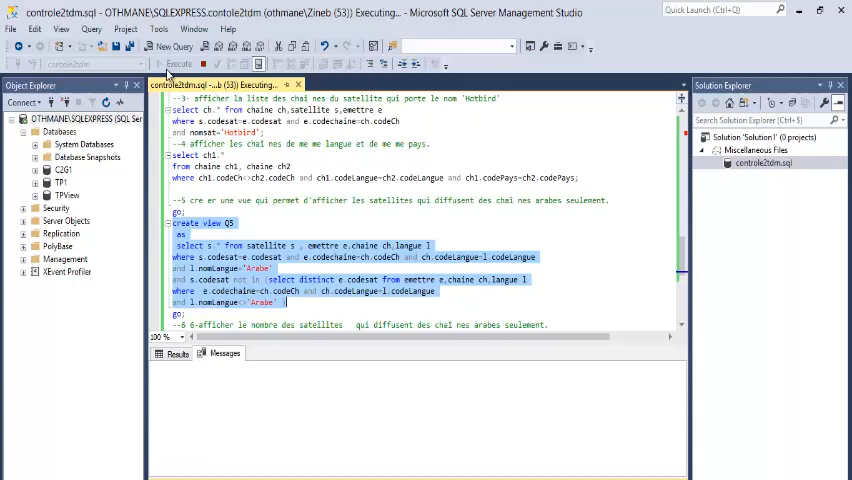 controle2tdm.sql - OTHMANE\SQLEXPRESS.contole2tdm (othmane\Zineb (53)) Executing... - Microsoft SQL Server Management Studio
Quick Launch (Ctrl+Q)
File Edit View Query Project Tools Window Help
New Query
controle2tdm
Execute
Object Explorer
controle2tdm.sql -...b (53)) Executing...
Solution Explorer
Connect
OTHMANE\SQLEXPRESS (SQL Ser
Databases
System Databases
Database Snapshots
C2G1
TP1
TPView
Security
Server Objects
Replication
PolyBase
Management
XEvent Profiler
--3- afficher la liste des chaî nes du satellite qui porte le nom 'Hotbird'
select ch.* from chaine ch,satellite s,emettre e
where s.codesat=e.codesat and e.codechaine=ch.codeCh
and nomsat='Hotbird';
--4 afficher les chaî nes de me me langue et de me me pays.
select ch1.*
from chaine ch1, chaine ch2
where ch1.codeCh<>ch2.codeCh and ch1.codeLangue=ch2.codeLangue and ch1.codePays=ch2.codePays;
--5 cre er une vue qui permet d'afficher les satellites qui diffusent des chaî nes arabes seulement.
go;
create view Q5
as
select s.* from satellite s , emettre e,chaine ch,langue l
where s.codesat=e.codesat and e.codechaine=ch.codeCh and ch.codeLangue=l.codeLangue
and l.nomLangue='Arabe'
and s.codesat not in (select distinct e.codesat from emettre e,chaine ch,langue l
where e.codechaine=ch.codeCh and ch.codeLangue=l.codeLangue
and l.nomLangue<>'Arabe' )
go;
--6 6-afficher le nombre des satellites qui diffusent des chaî nes arabes seulement.
100 %
Results Messages
Search Solution Explorer (Ctrl+$)
Solution 'Solution1' (0 projects)
Miscellaneous Files
controle2tdm.sql